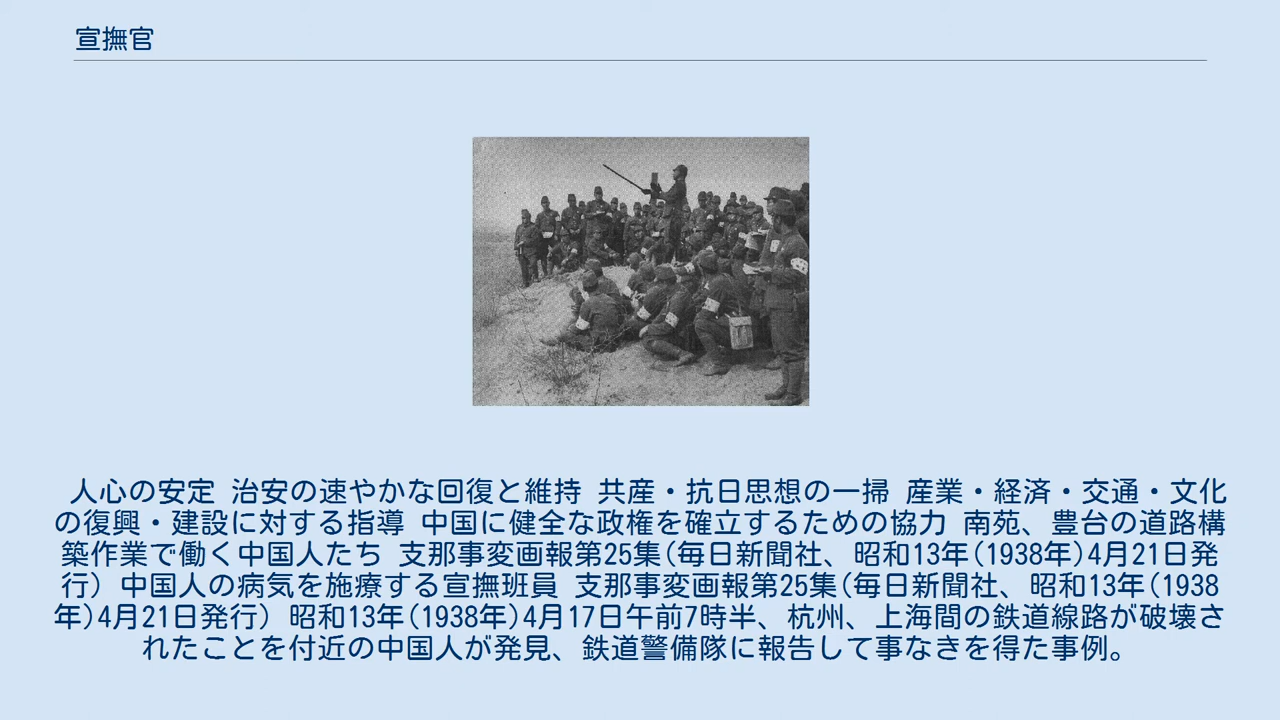 宣撫官
人心の安定 治安の速やかな回復と維持 共産・抗日思想の一掃 産業・経済・交通・文化
の復興・建設に対する指導 中国に健全な政権を確立するための協力 南苑、豊台の道路構
築作業で働く中国人たち 支那事変画報第25集(毎日新聞社、昭和13年(1938年)4月21日発
行) 中国人の病気を施療する宣撫班員 支那事変画報第25集(毎日新聞社、昭和13年(1938
年)4月21日発行) 昭和13年(1938年)4月17日午前7時半、杭州、上海間の鉄道線路が破壊さ
れたことを付近の中国人が発見、鉄道警備隊に報告して事なきを得た事例。